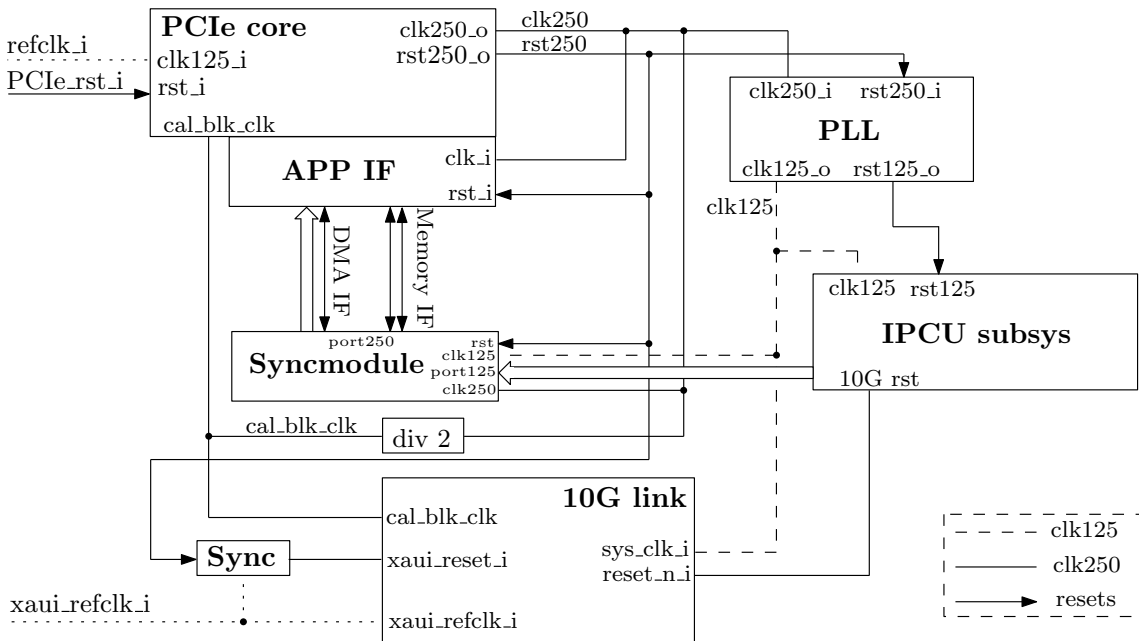 PCIe core
clk250_o
clk250
refclk_i
clk125_i
rst250_o
rst250
PCIe_rst_i
rst_i
cal_blk_clk
clk250_i
rst250_i
PLL
clk125_o
rst125_o
APP IF
clk_i
rst_i
clk125
DMA IF
Memory IF
clk125
rst125
IPCU subsys
10G rst
port250
rst
clk125
Syncmodule
port125
clk250
cal_blk_clk
div 2
10G link
cal_blk_clk
sys_clk_i
xaui_reset_i
reset_n_i
Sync
xaui_refclk_i
xaui_refclk_i
clk125
clk250
resets